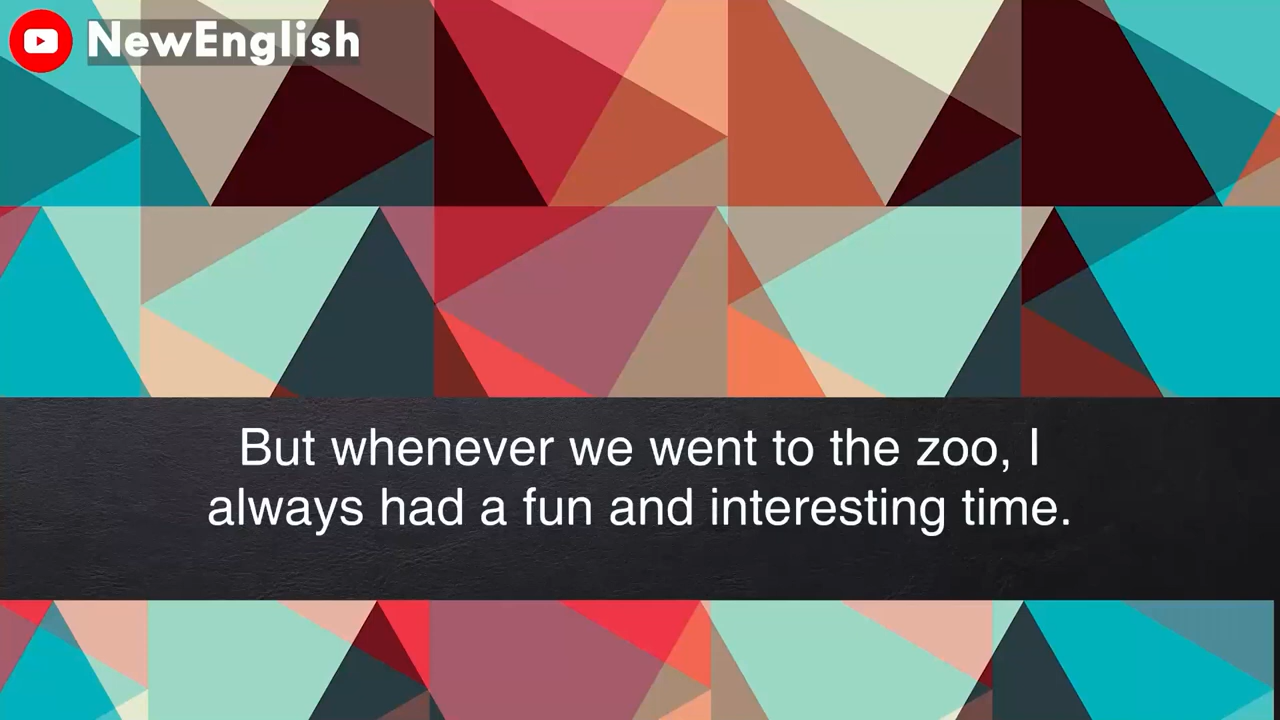 NewEnglish
But whenever we went to the zoo, I
always had a fun and interesting time.